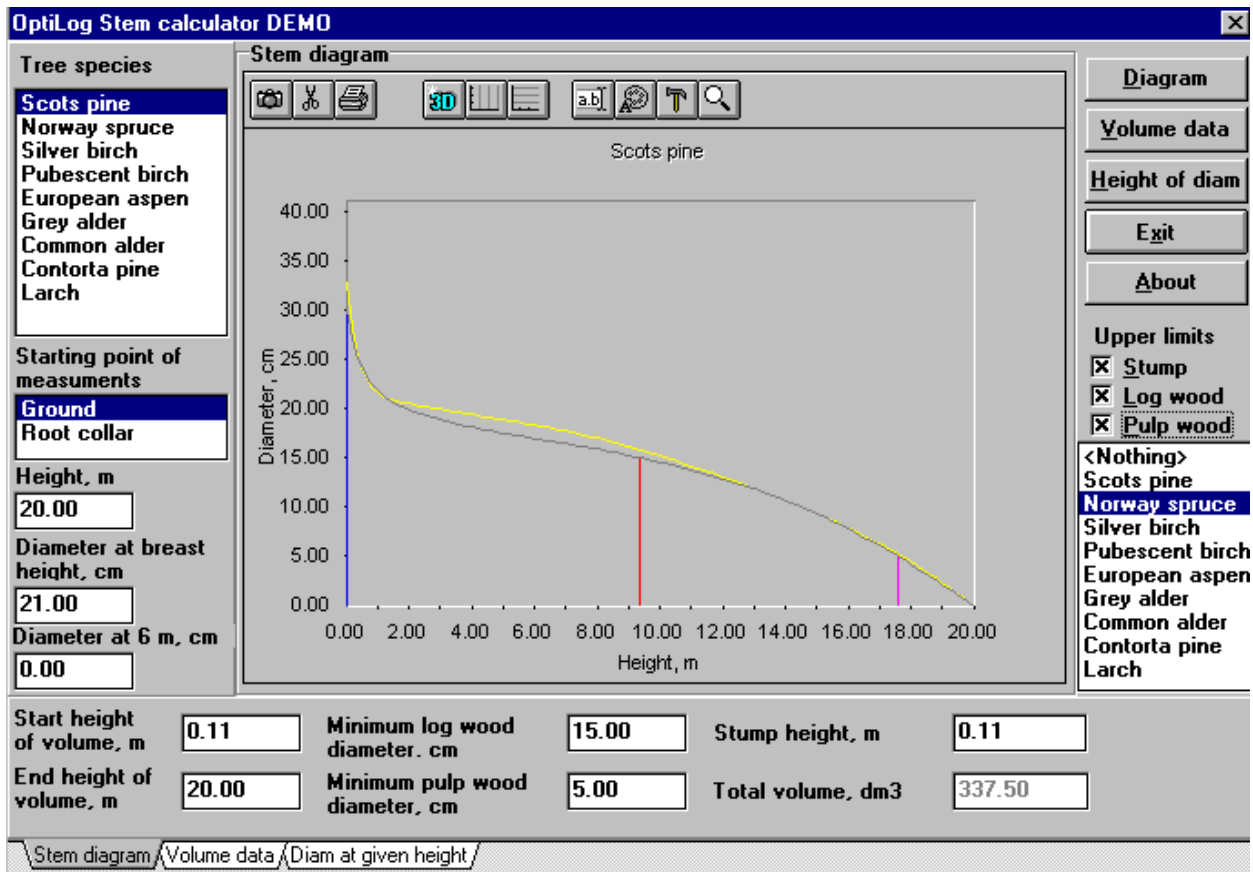 OptiLog Stem calculator DEMO
Tree species
Scots pine
Norway spruce
Silver birch
Pubescent birch
European aspen
Grey alder
Common alder
Contorta pine
Larch
Starting point of
measuments
Ground
Root collar
Height, m
20.00
Diameter at breast
height, cm
21.00
Diameter at 6 m, cm
0.00
Stem diagram
3D
a.b
Scots pine
Diameter, cm
40.00
35.00
30.00
25.00
20.00
15.00
10.00
5.00
0.00
0.00 2.00 4.00 6.00 8.00 10.00 12.00 14.00 16.00 18.00 20.00
Height, m
Diagram
Volume data
Height of diam
Exit
About
Upper limits
Stump
Log wood
Pulp wood
<Nothing>
Scots pine
Norway spruce
Silver birch
Pubescent birch
European aspen
Grey alder
Common alder
Contorta pine
Larch
Start height
of volume, m
0.11
Minimum log wood
diameter. cm
15.00
Stump height, m
0.11
End height of
volume, m
20.00
Minimum pulp wood
diameter, cm
5.00
Total volume, dm3
337.50
Stem diagram Volume data Diam at given height